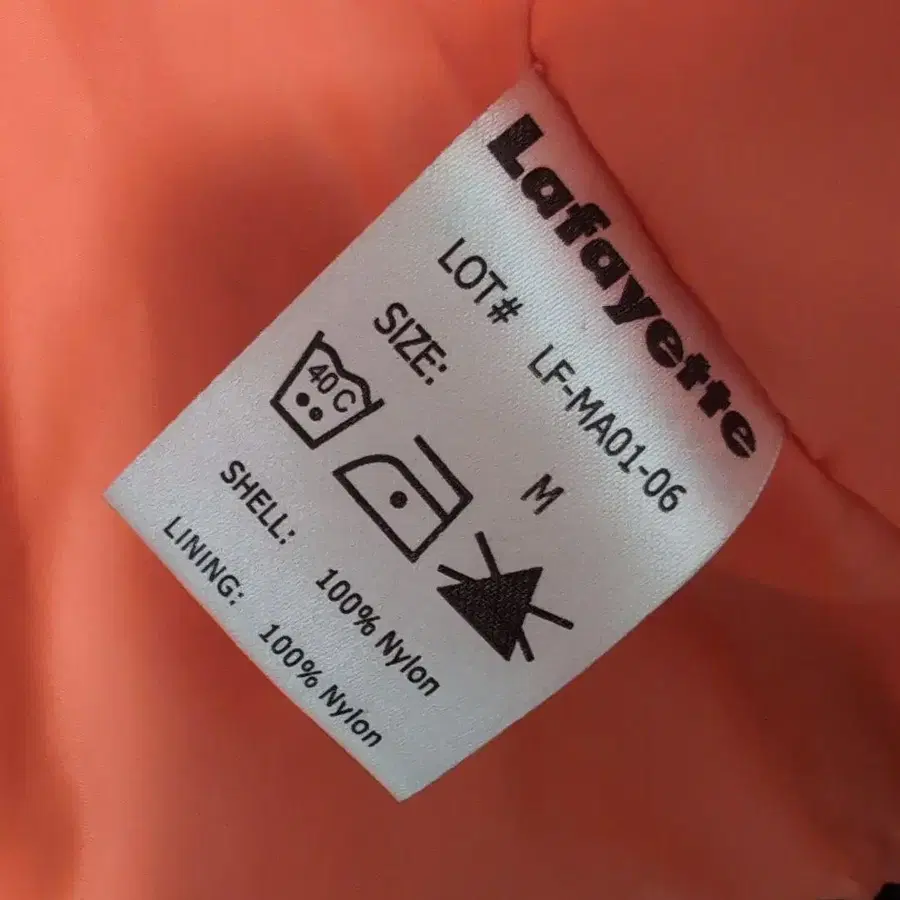 Lafayette
LOT# LF-MA01-06
SIZE: M
40 C
SHELL: 100% Nylon
LINING: 100% Nylon